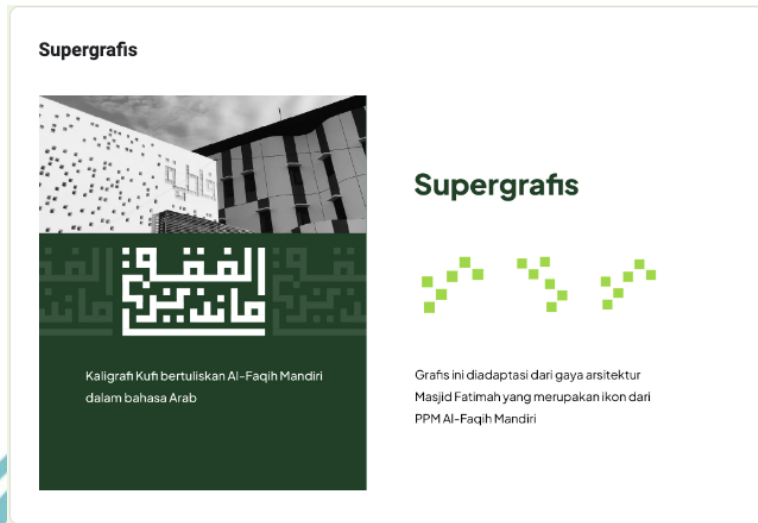 Supergrafis
فاطمة
الفقيه
مانديري
Kaligrafi Kufi bertuliskan Al-Faqih Mandiri
dalam bahasa Arab
Supergrafis
Grafis ini diadaptasi dari gaya arsitektur
Masjid Fatimah yang merupakan ikon dari
PPM Al-Faqih Mandiri